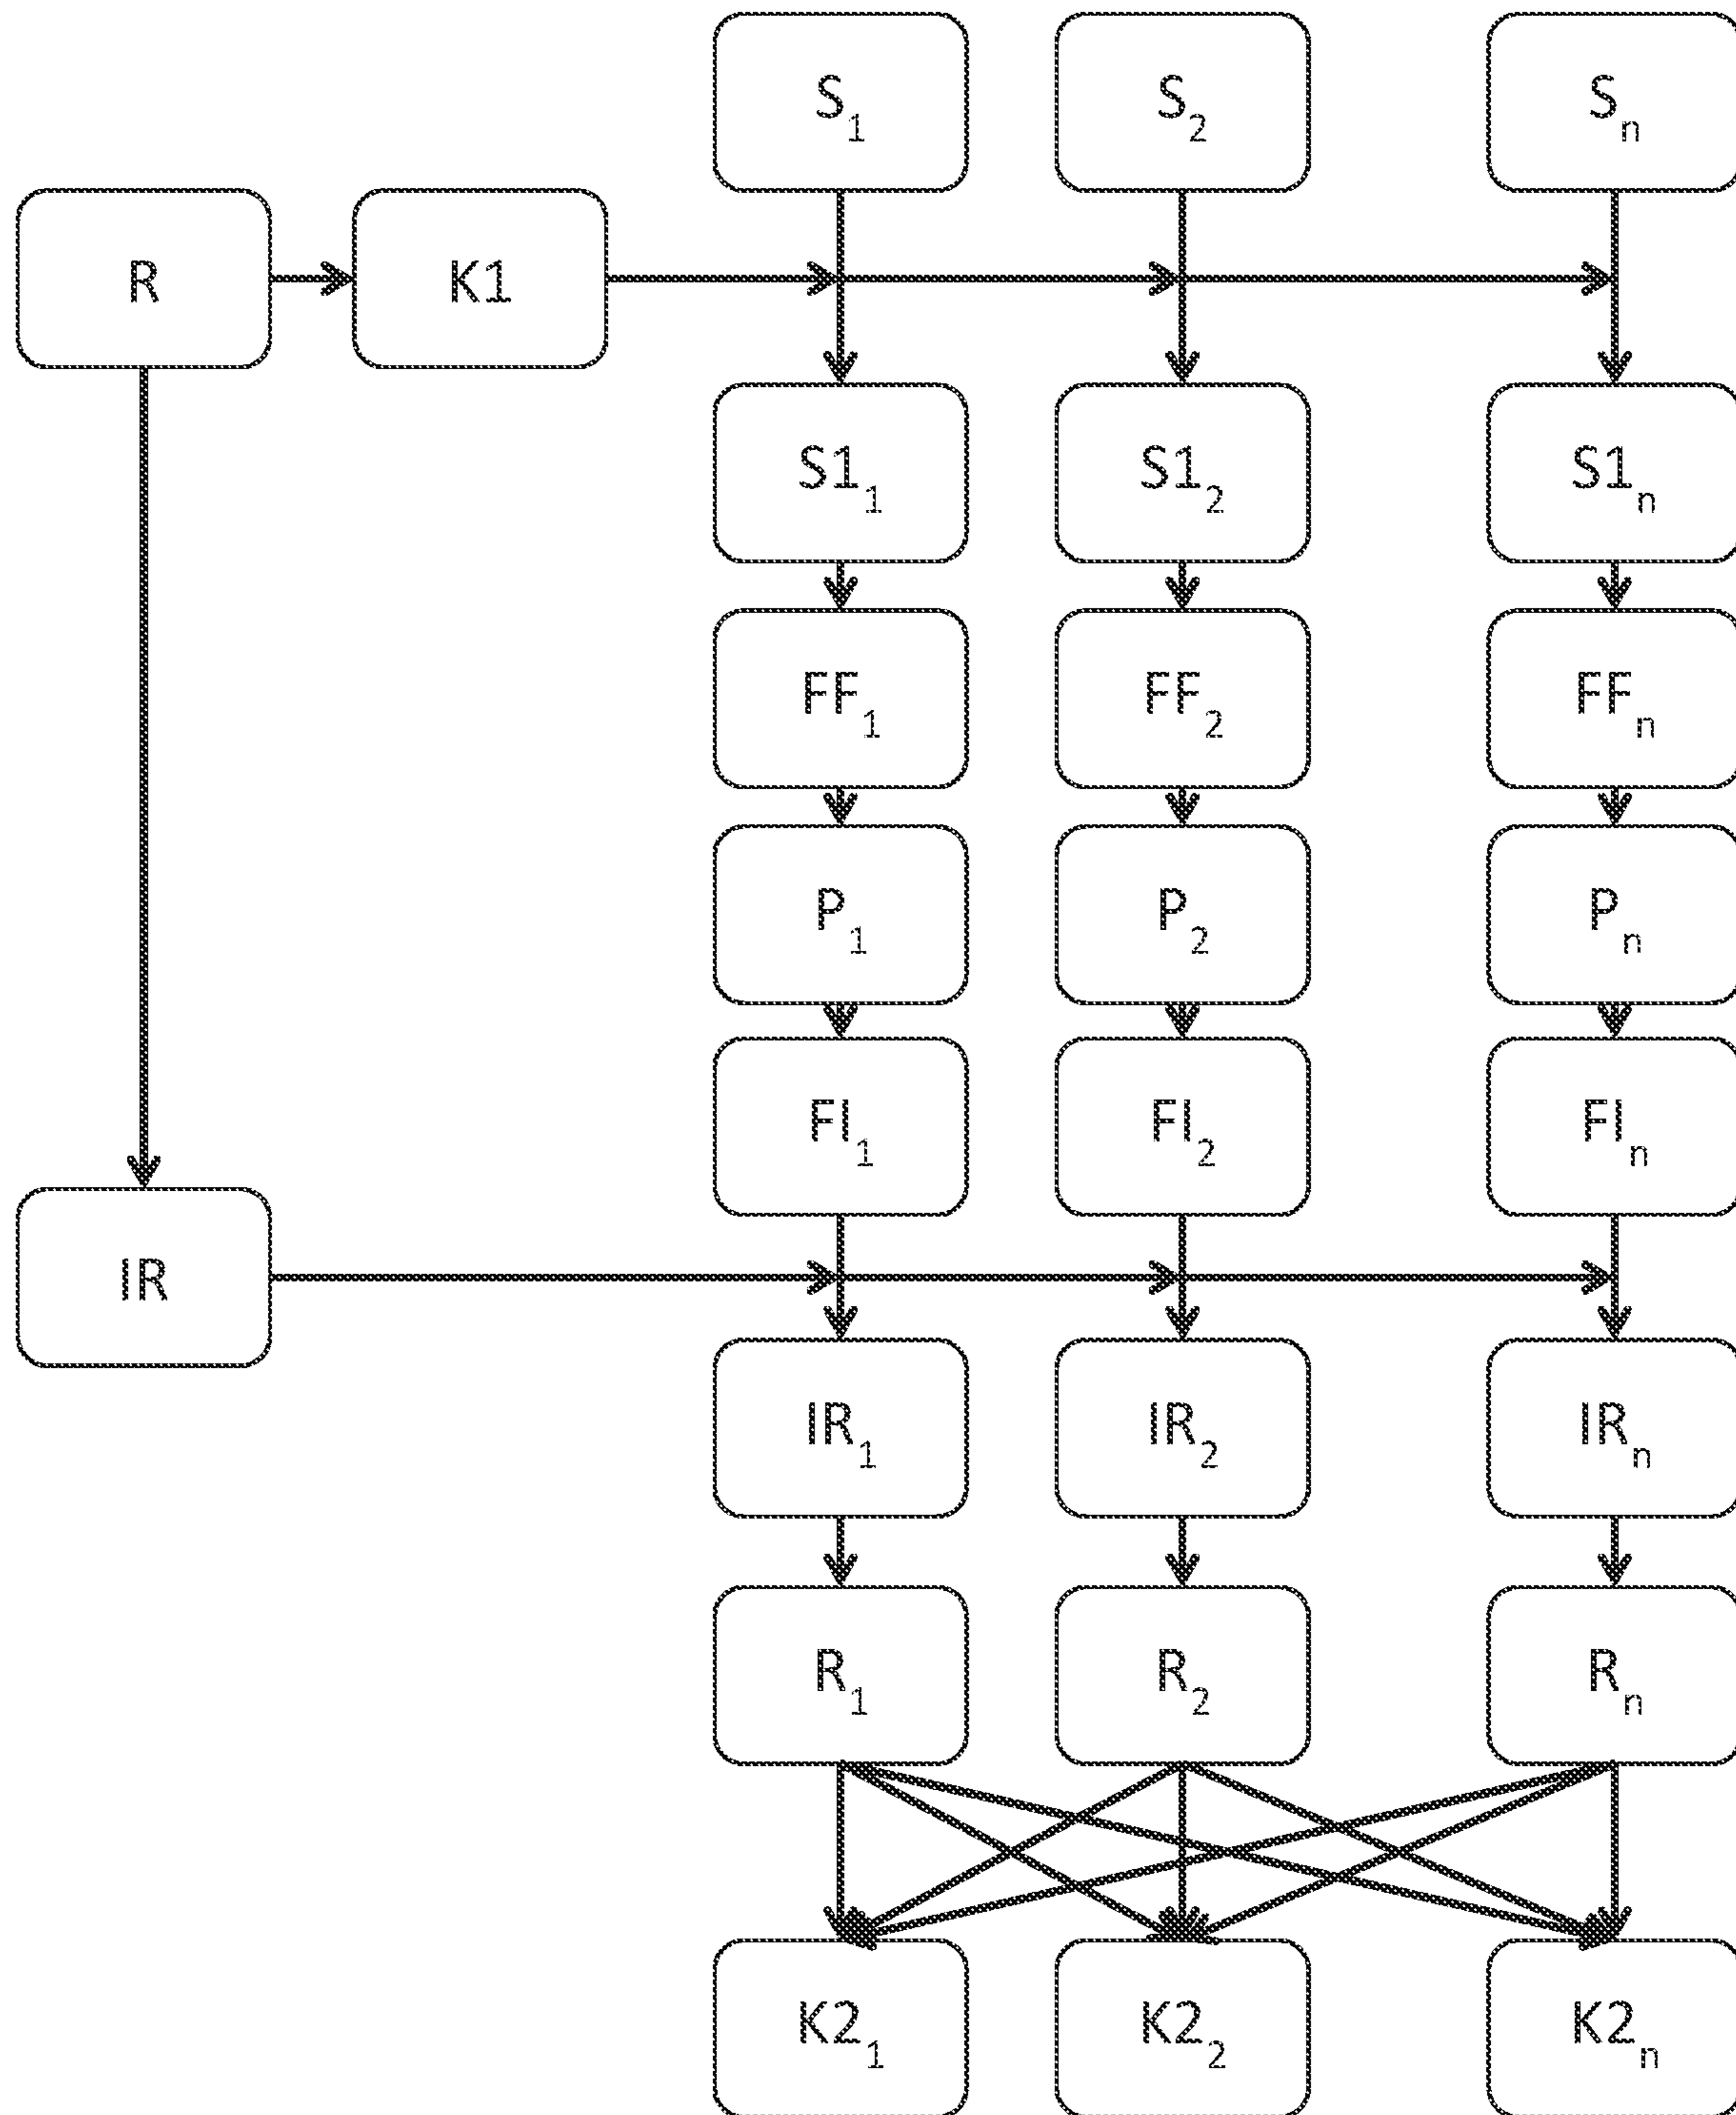 S₁ S₂ Sₙ
R K1
S1₁ S1₂ S1ₙ
FF₁ FF₂ FFₙ
P₁ P₂ Pₙ
FI₁ FI₂ FIₙ
IR
IR₁ IR₂ IRₙ
R₁ R₂ Rₙ
K2₁ K2₂ K2ₙ